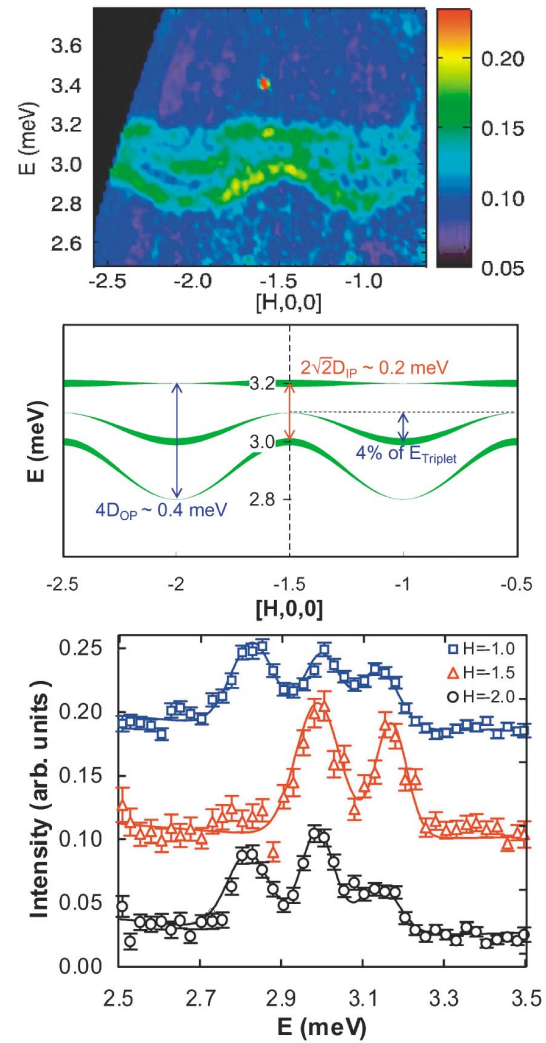 3.8
3.6
3.4
3.2
3.0
2.8
2.6
E (meV)
-2.5 -2.0 -1.5 -1.0
[H,0,0]
0.20
0.15
0.10
0.05
E (meV)
3.2
3.0
2.8
2√2D_IP ~ 0.2 meV
4% of E_Triplet
4D_OP ~ 0.4 meV
-2.5 -2 -1.5 -1 -0.5
[H,0,0]
Intensity (arb. units)
0.25
0.20
0.15
0.10
0.05
0.00
H=-1.0
H=-1.5
H=-2.0
2.5 2.7 2.9 3.1 3.3 3.5
E (meV)